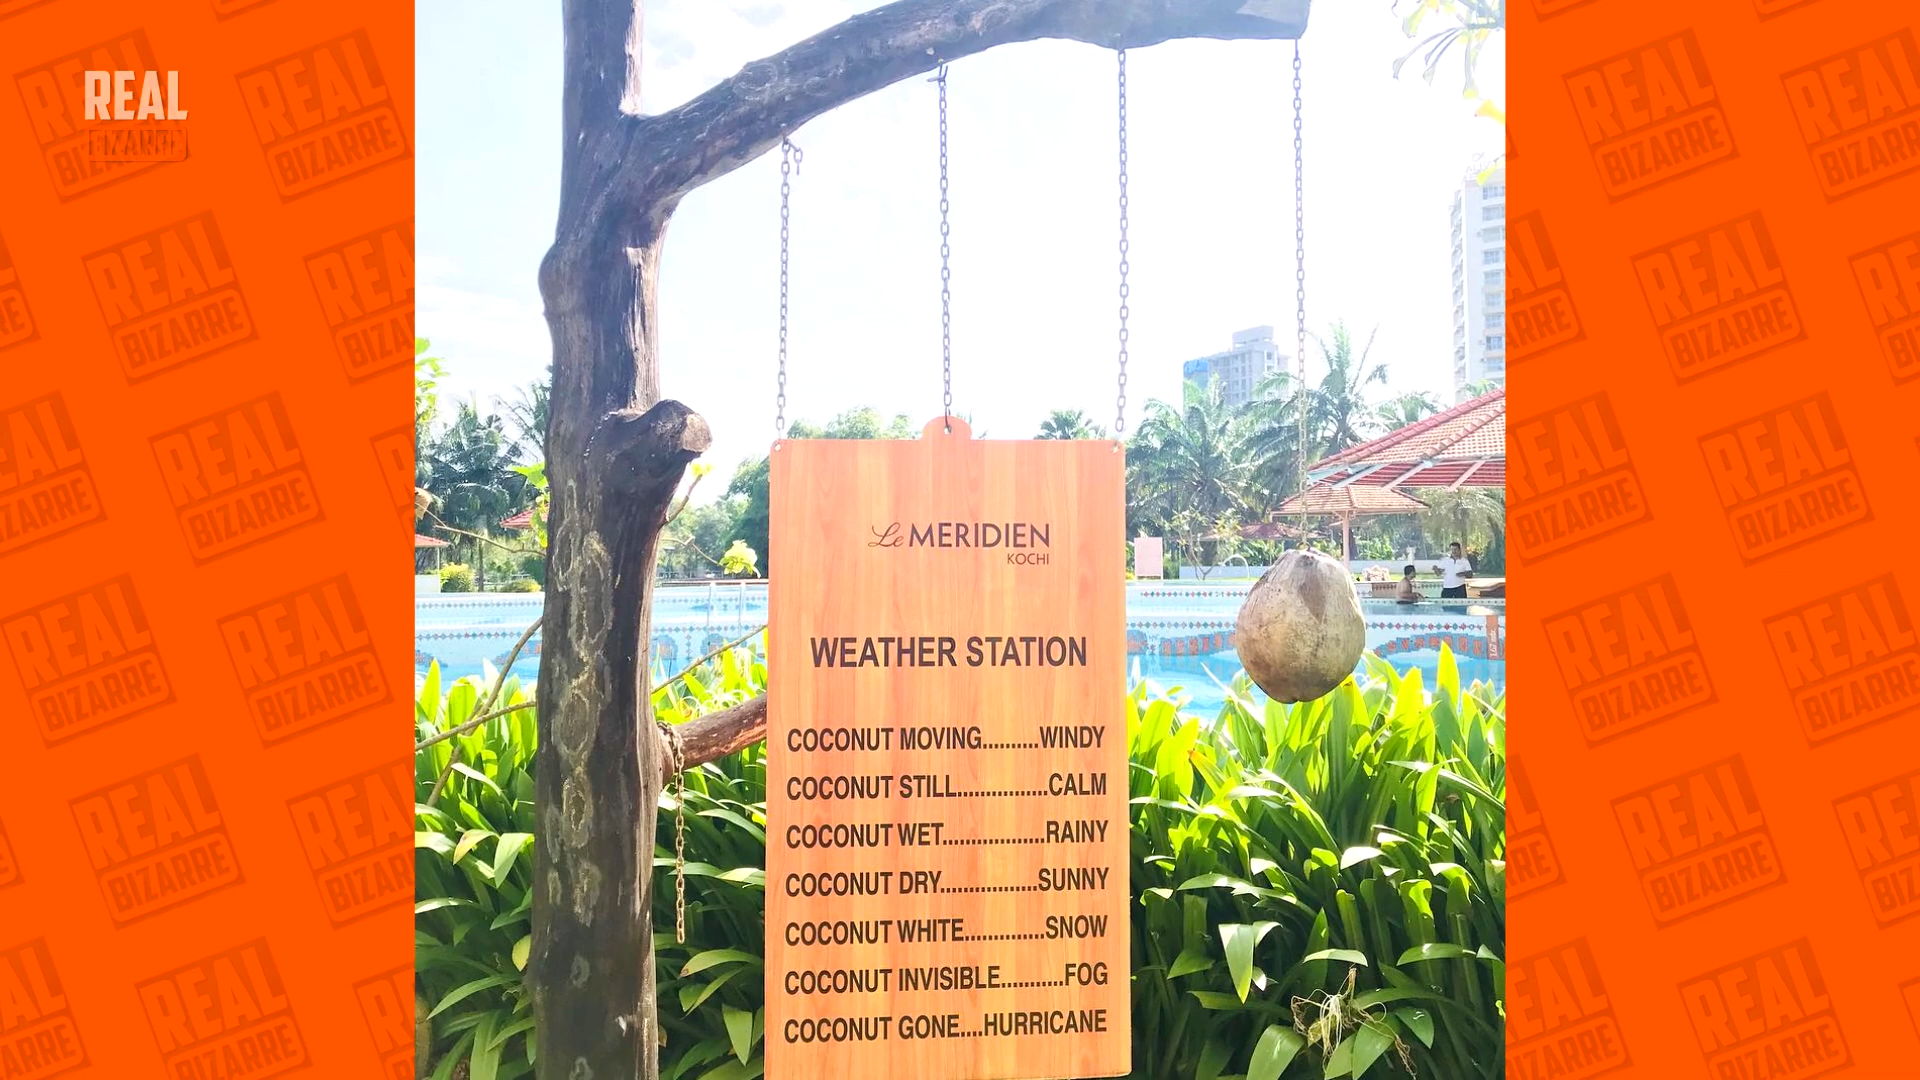 REAL
BIZARRE
Le MERIDIEN
KOCHI
WEATHER STATION
COCONUT MOVING..........WINDY
COCONUT STILL................CALM
COCONUT WET..................RAINY
COCONUT DRY.................SUNNY
COCONUT WHITE..............SNOW
COCONUT INVISIBLE...........FOG
COCONUT GONE....HURRICANE